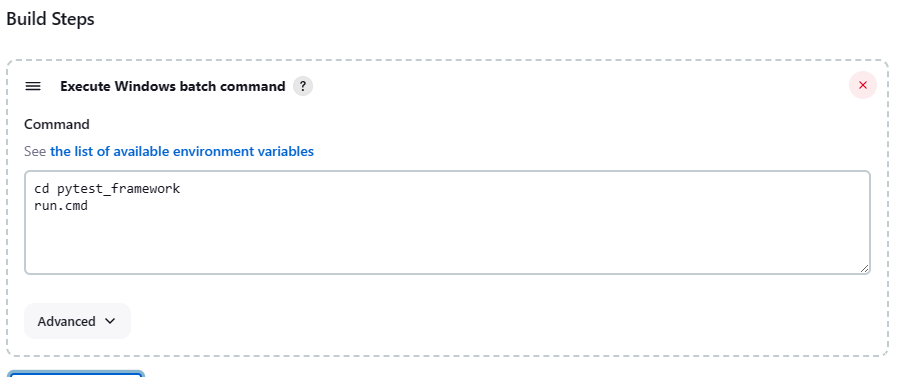 Build Steps
Execute Windows batch command ?
Command
See the list of available environment variables
cd pytest_framework
run.cmd
Advanced